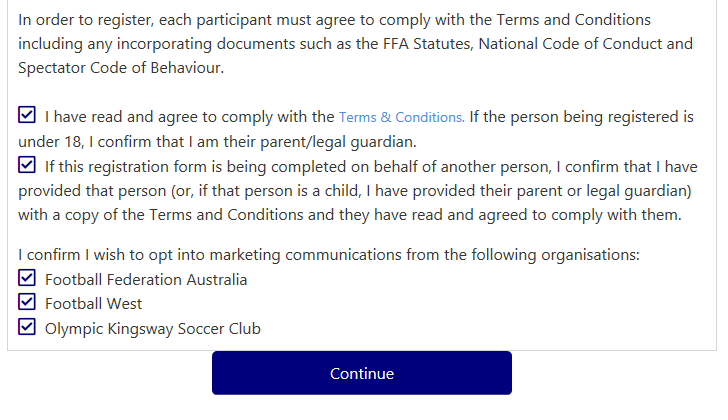 In order to register, each participant must agree to comply with the Terms and Conditions
including any incorporating documents such as the FFA Statutes, National Code of Conduct and
Spectator Code of Behaviour.
I have read and agree to comply with the Terms & Conditions. If the person being registered is
under 18, I confirm that I am their parent/legal guardian.
If this registration form is being completed on behalf of another person, I confirm that I have
provided that person (or, if that person is a child, I have provided their parent or legal guardian)
with a copy of the Terms and Conditions and they have read and agreed to comply with them.
I confirm I wish to opt into marketing communications from the following organisations:
Football Federation Australia
Football West
Olympic Kingsway Soccer Club
Continue